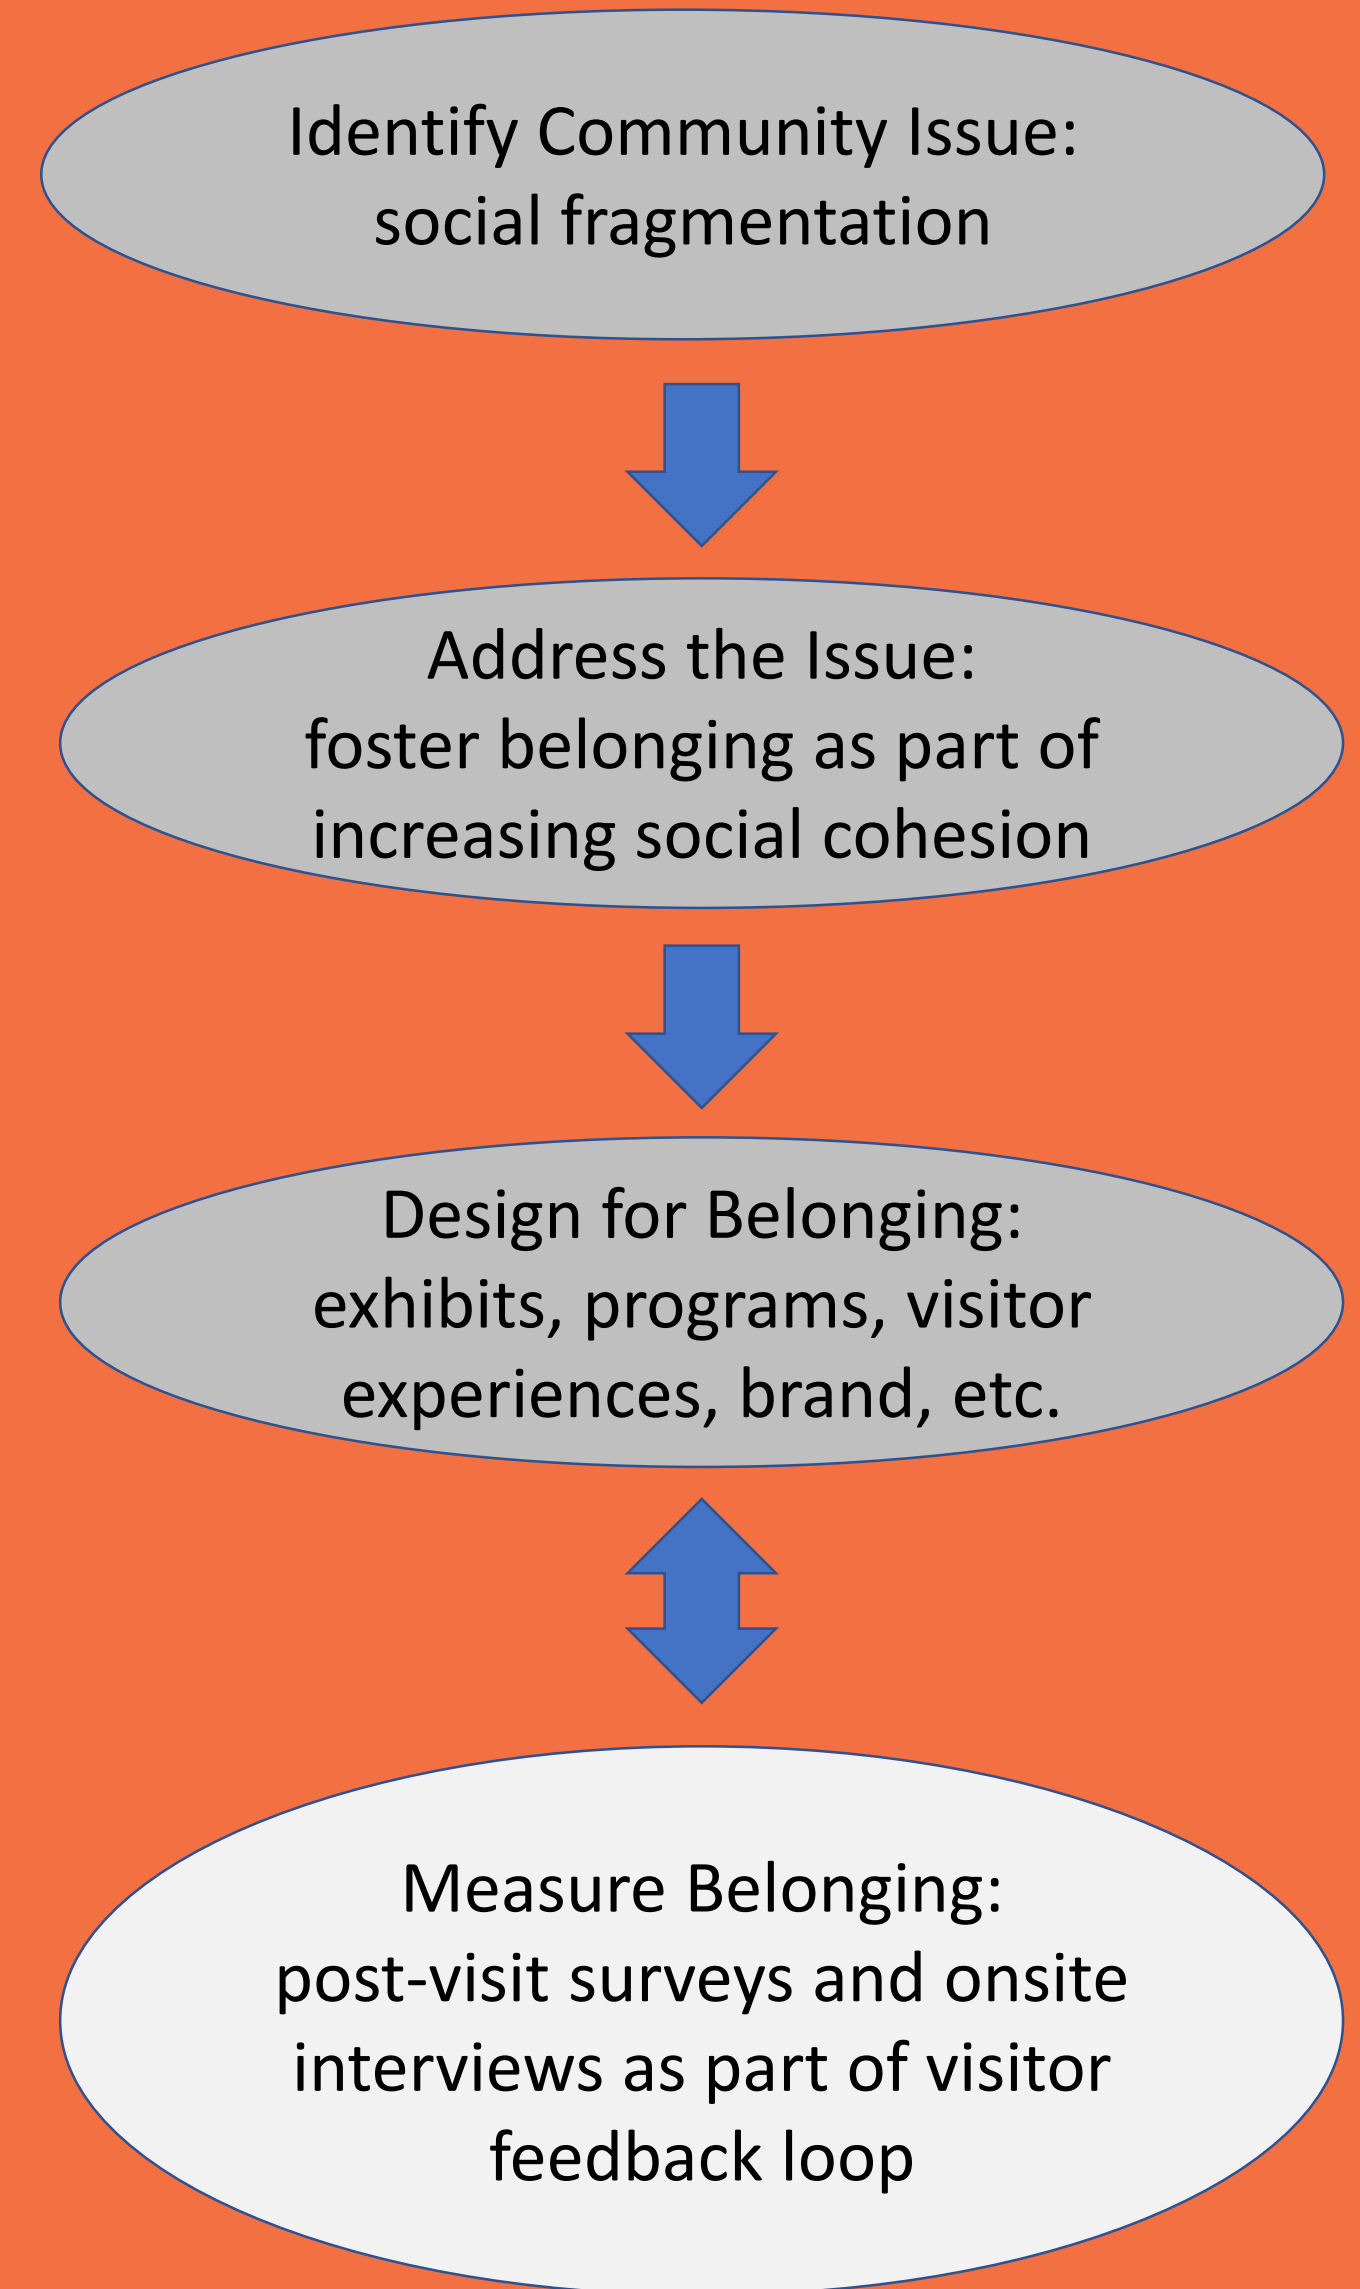 Identify Community Issue:
social fragmentation
Address the Issue:
foster belonging as part of
increasing social cohesion
Design for Belonging:
exhibits, programs, visitor
experiences, brand, etc.
Measure Belonging:
post-visit surveys and onsite
interviews as part of visitor
feedback loop